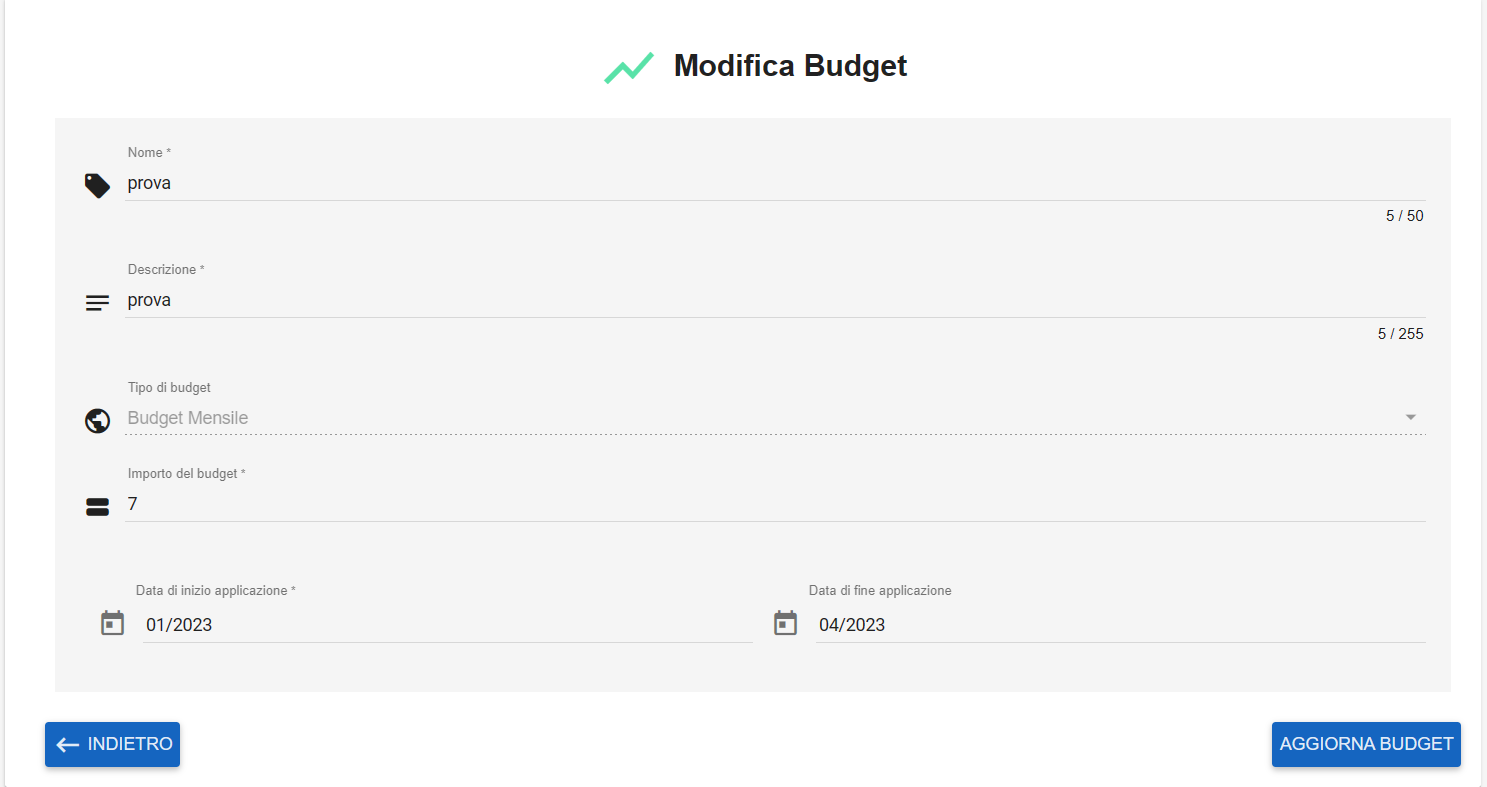 Modifica Budget
Nome *
prova
5 / 50
Descrizione *
prova
5 / 255
Tipo di budget
Budget Mensile
Importo del budget *
7
Data di inizio applicazione *
Data di fine applicazione
01/2023
04/2023
INDIETRO
AGGIORNA BUDGET